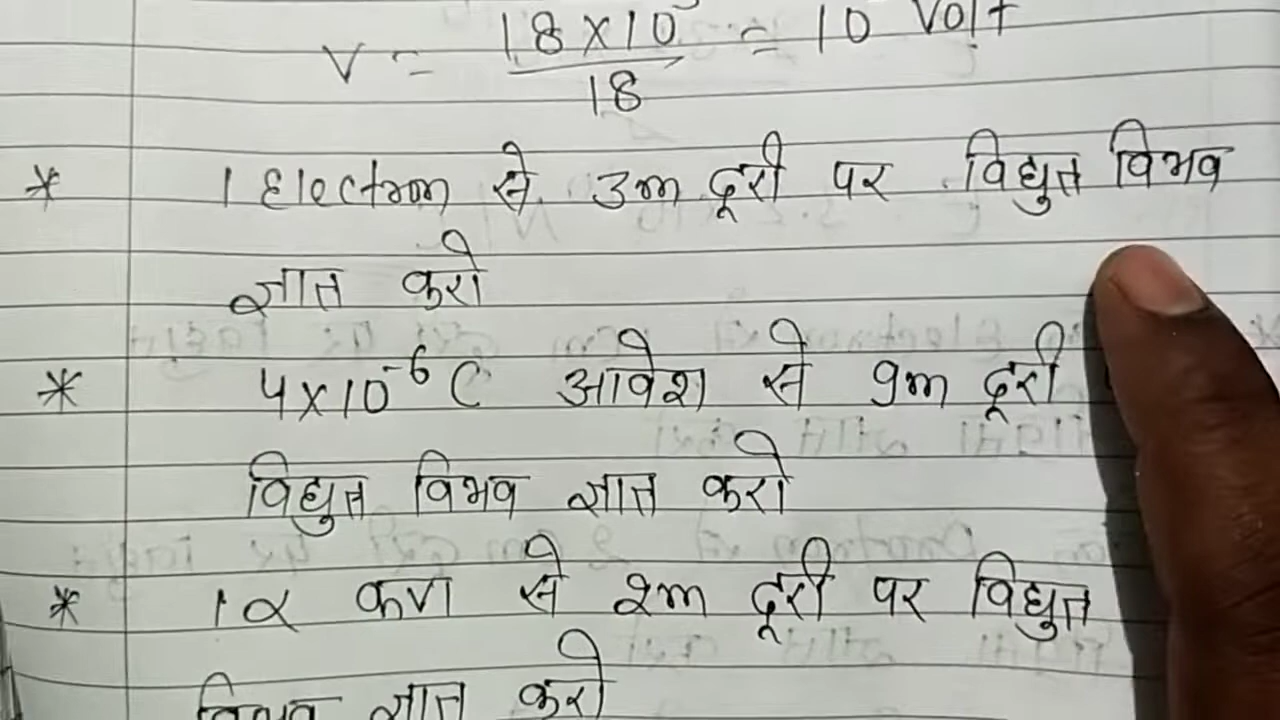 V = 18×10 / 18 = 10 Volt
* 1 Electron से 3m दूरी पर विद्युत विभव
ज्ञात करो
* 4×10⁻⁶ C आवेश से 9m दूरी
विद्युत विभव ज्ञात करो
* 1 α कण से 2m दूरी पर विद्युत
विभव ज्ञात करो